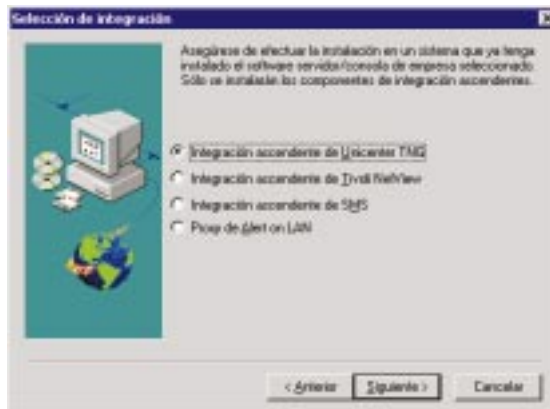 Selección de integración
Asegúrese de efectuar la instalación en un sistema que ya tenga
instalado el software servidor/consola de empresa seleccionado.
Sólo se instalarán los componentes de integración ascendentes.
Integración ascendente de Unicenter TNG
Integración ascendente de Tivoli NetView
Integración ascendente de SMS
Proxy de Alert on LAN
< Anterior
Siguiente >
Cancelar